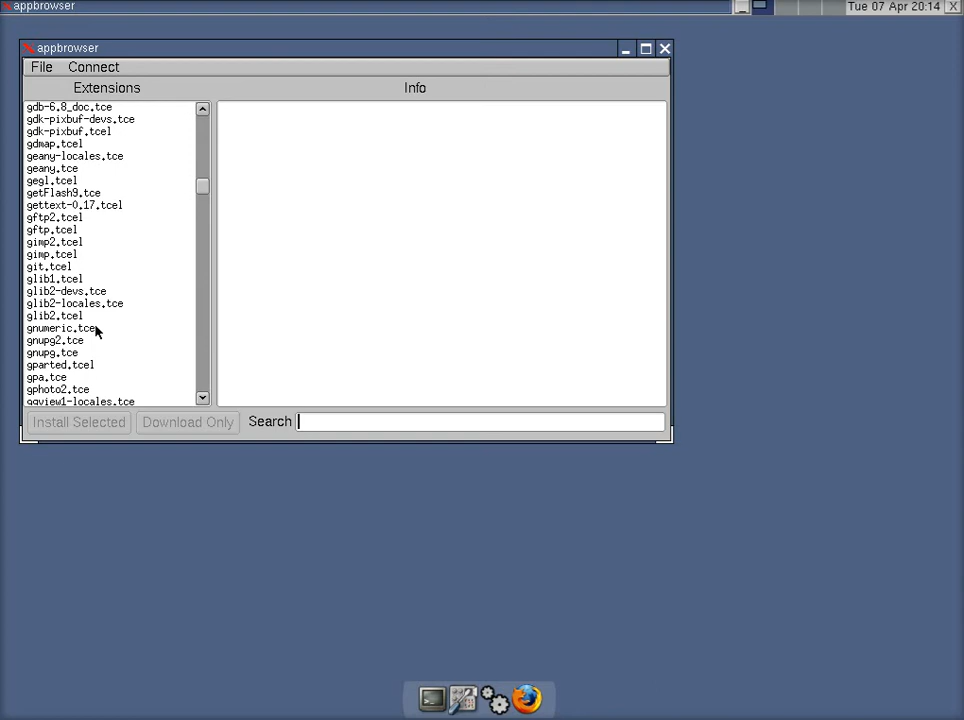 appbrowser
Tue 07 Apr 20:14
appbrowser
File Connect
Extensions Info
gdb-6.8_doc.tce
gdk-pixbuf-devs.tce
gdk-pixbuf.tcel
gdmap.tcel
geany-locales.tce
geany.tce
gegl.tcel
getFlash9.tce
gettext-0.17.tcel
gftp2.tcel
gftp.tcel
gimp2.tcel
gimp.tcel
git.tcel
glib1.tcel
glib2-devs.tce
glib2-locales.tce
glib2.tcel
gnumeric.tce
gnupg2.tce
gnupg.tce
gparted.tcel
gpa.tce
gphoto2.tce
gqview1-locales.tce
Install Selected Download Only Search